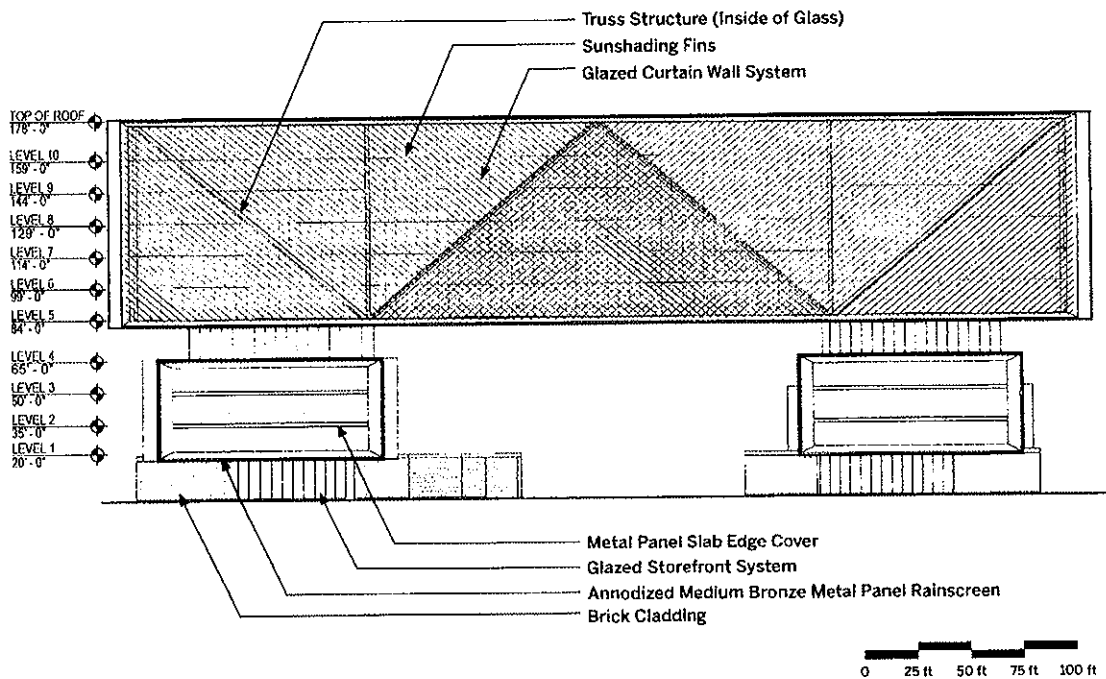 Truss Structure (Inside of Glass)
Sunshading Fins
Glazed Curtain Wall System
TOP OF ROOF
178' - 0"
LEVEL 10
159' - 0"
LEVEL 9
144' - 0"
LEVEL 8
129' - 0"
LEVEL 7
114' - 0"
LEVEL 6
99' - 0"
LEVEL 5
84' - 0"
LEVEL 4
65' - 0"
LEVEL 3
50' - 0"
LEVEL 2
35' - 0"
LEVEL 1
20' - 0"
Metal Panel Slab Edge Cover
Glazed Storefront System
Annodized Medium Bronze Metal Panel Rainscreen
Brick Cladding
0 25 ft 50 ft 75 ft 100 ft